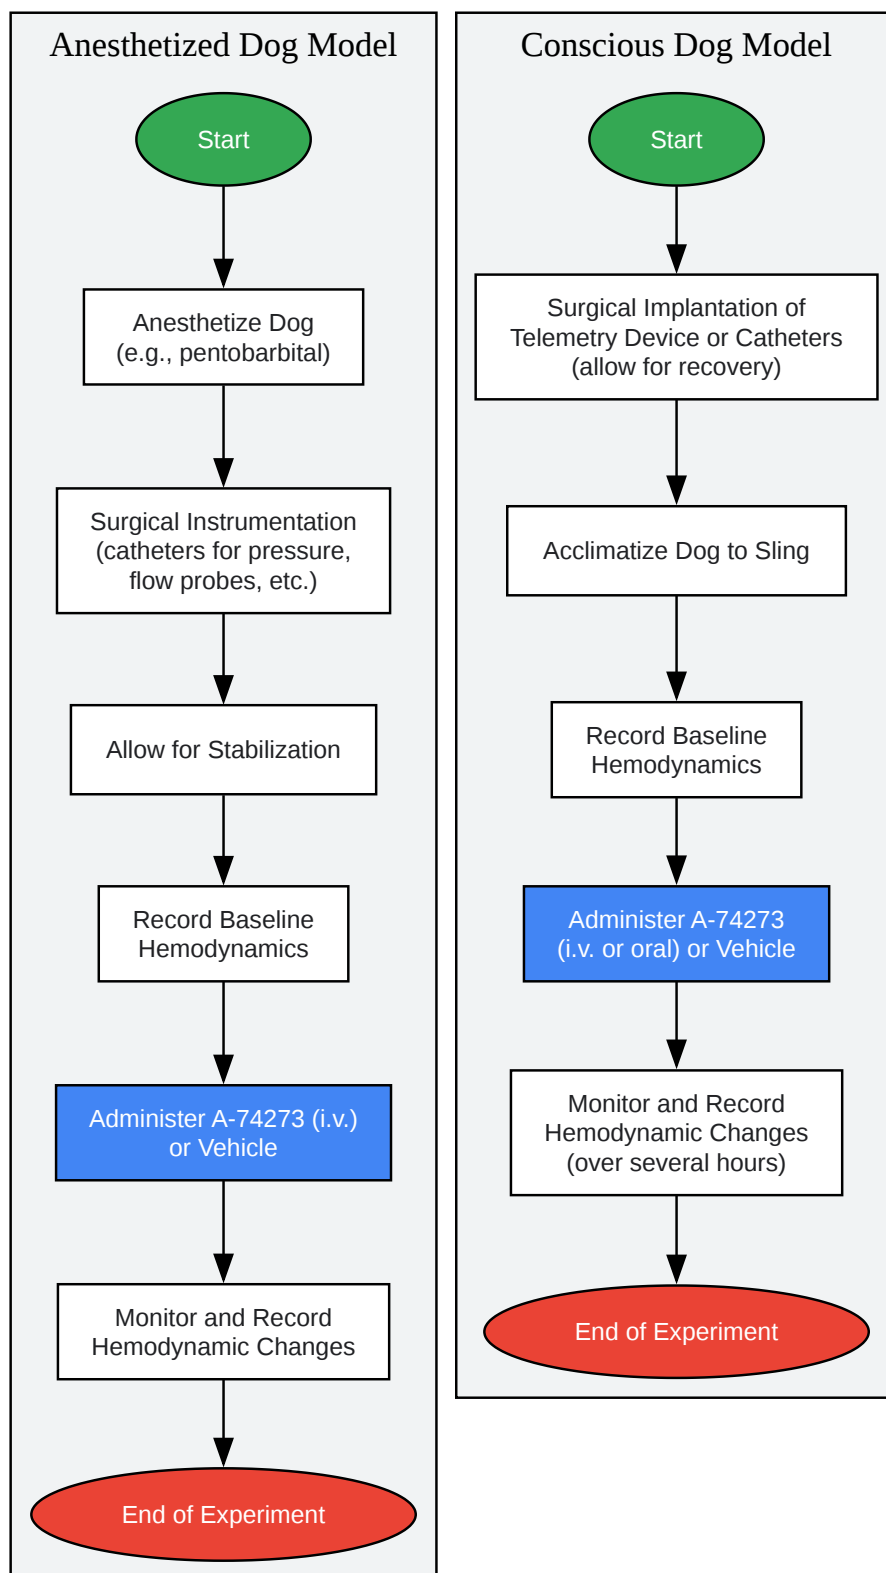 Anesthetized Dog Model
Start
Anesthetize Dog
(e.g., pentobarbital)
Surgical Instrumentation
(catheters for pressure,
flow probes, etc.)
Allow for Stabilization
Record Baseline
Hemodynamics
Administer A-74273 (i.v.)
or Vehicle
Monitor and Record
Hemodynamic Changes
End of Experiment
Conscious Dog Model
Start
Surgical Implantation of
Telemetry Device or Catheters
(allow for recovery)
Acclimatize Dog to Sling
Record Baseline
Hemodynamics
Administer A-74273
(i.v. or oral) or Vehicle
Monitor and Record
Hemodynamic Changes
(over several hours)
End of Experiment